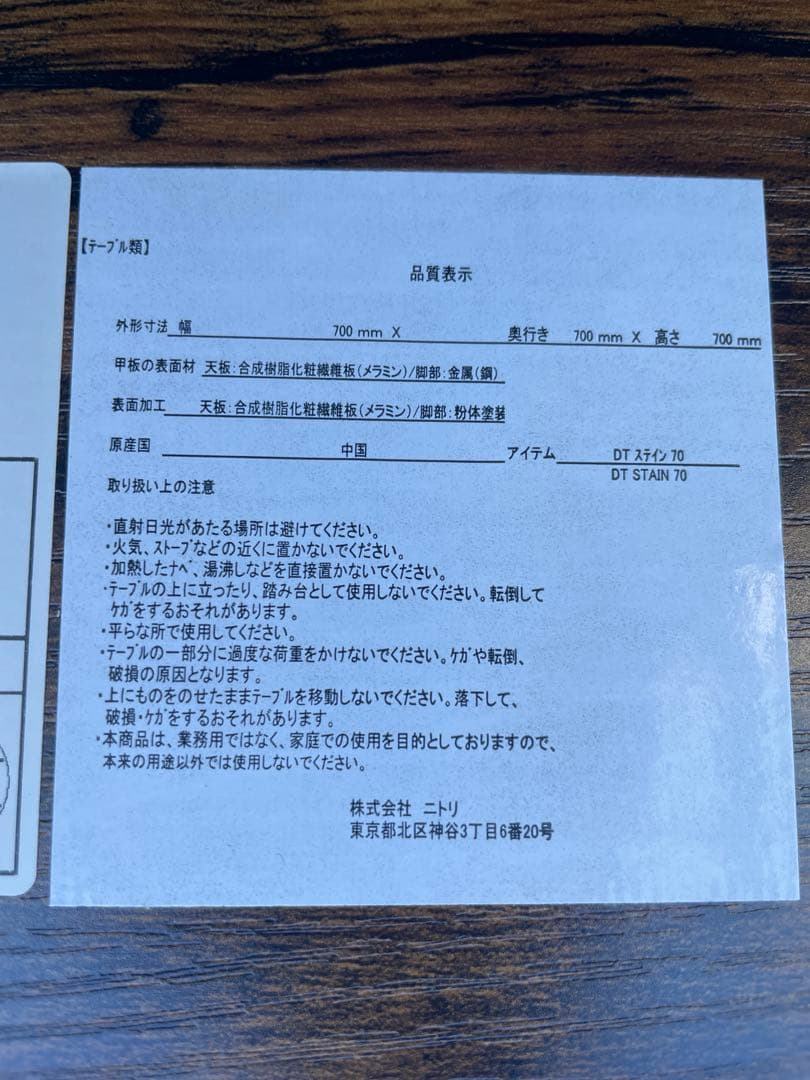 【テーブル類】
品質表示
外形寸法 幅 700 mm X 奥行き 700 mm X 高さ 700 mm
甲板の表面材 天板:合成樹脂化粧繊維板(メラミン)/脚部:金属(鋼)
表面加工 天板:合成樹脂化粧繊維板(メラミン)/脚部:粉体塗装
原産国 中国 アイテム DT ステイン 70
DT STAIN 70
取り扱い上の注意
・直射日光があたる場所は避けてください。
・火気、ストーブなどの近くに置かないでください。
・加熱したナベ、湯沸しなどを直接置かないでください。
・テーブルの上に立ったり、踏み台として使用しないでください。転倒して
ケガをするおそれがあります。
・平らな所で使用してください。
・テーブルの一部分に過度な荷重をかけないでください。ケガや転倒、
破損の原因となります。
・上にものをのせたままテーブルを移動しないでください。落下して、
破損・ケガをするおそれがあります。
・本商品は、業務用ではなく、家庭での使用を目的としておりますので、
本来の用途以外では使用しないでください。
株式会社 ニトリ
東京都北区神谷3丁目6番20号